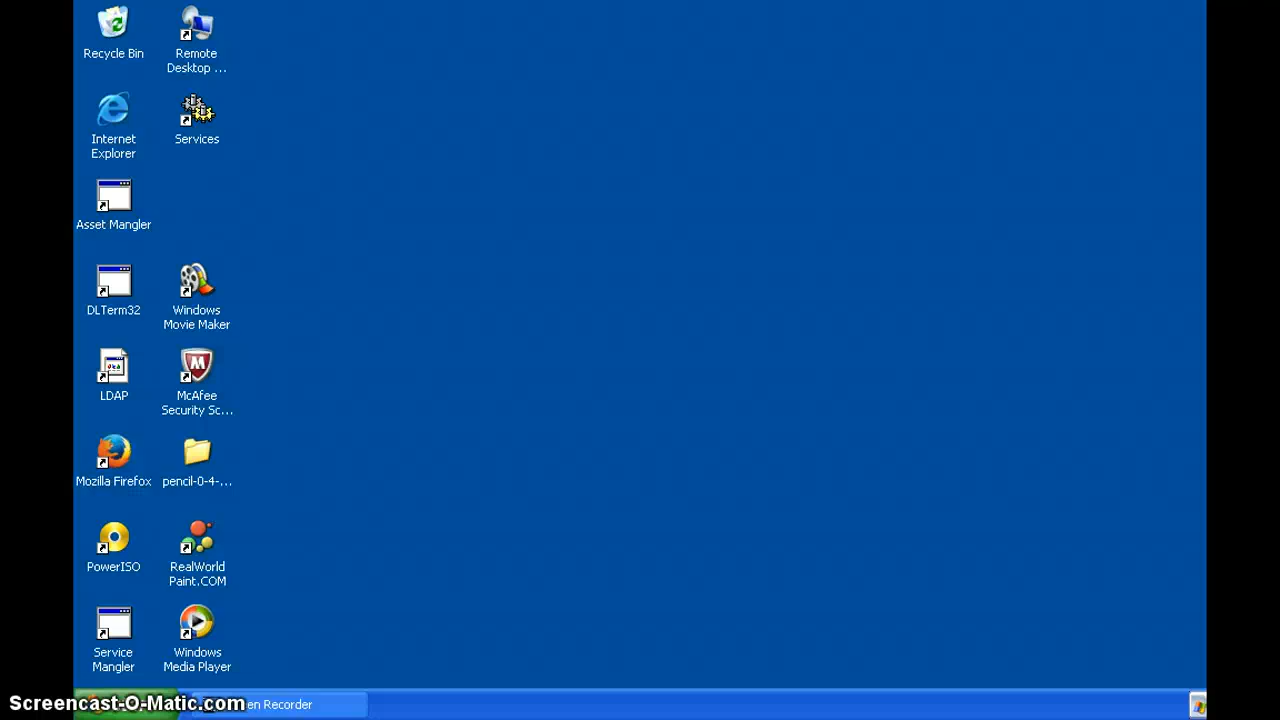 Recycle Bin
Remote
Desktop ...
Internet
Explorer
Services
Asset Mangler
DLTerm32
Windows
Movie Maker
LDAP
McAfee
Security Sc...
Mozilla Firefox
pencil-0-4-...
PowerISO
RealWorld
Paint.COM
Service
Mangler
Windows
Media Player
Screencast-O-Matic.com
Recorder